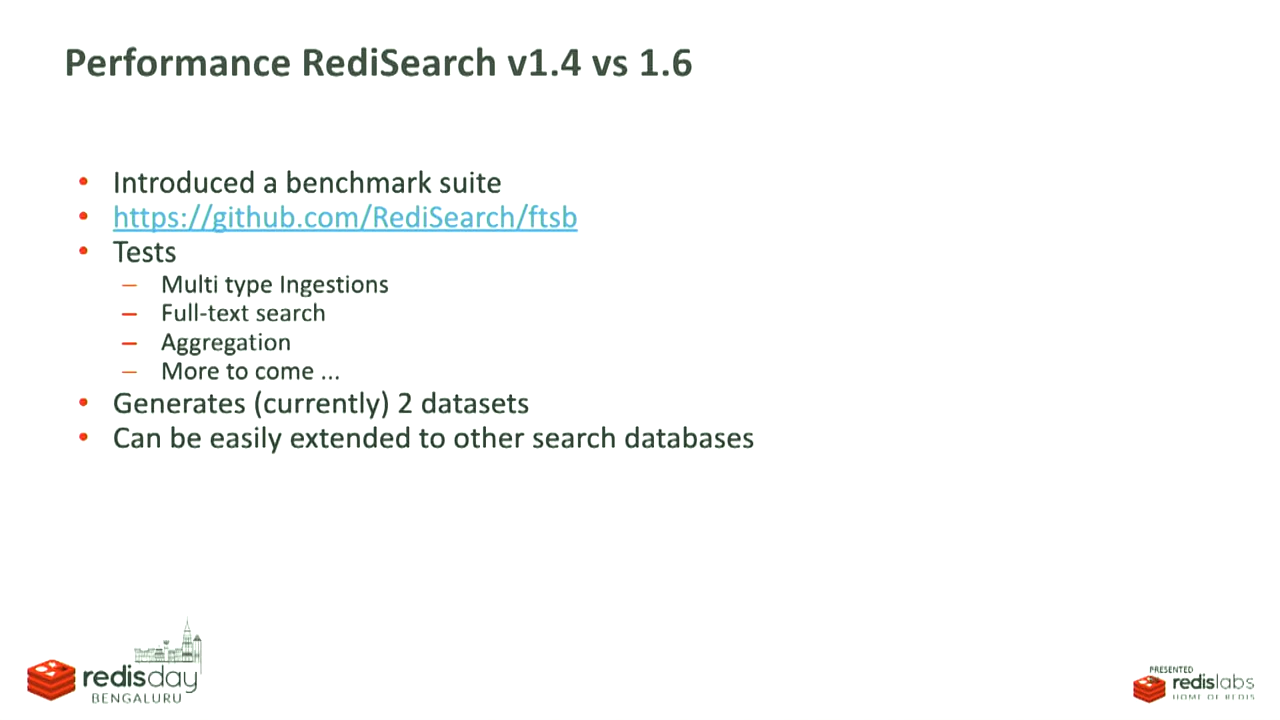 Performance RediSearch v1.4 vs 1.6
• Introduced a benchmark suite
• https://github.com/RediSearch/ftsb
• Tests
– Multi type Ingestions
– Full-text search
– Aggregation
– More to come ...
• Generates (currently) 2 datasets
• Can be easily extended to other search databases
redisday
BENGALURU
PRESENTED
redislabs
HOME OF REDIS